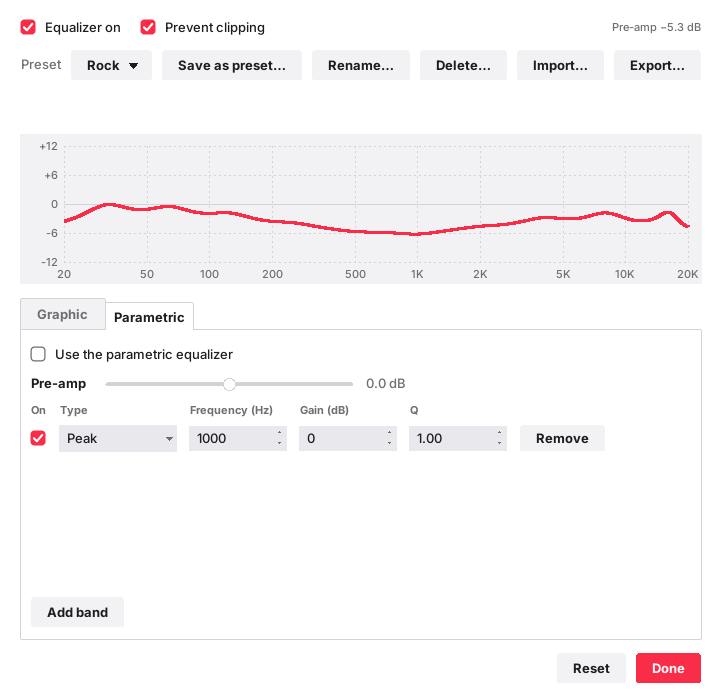 Equalizer on Prevent clipping Pre-amp −5.3 dB
Preset Rock Save as preset... Rename... Delete... Import... Export...
+12
+6
0
-6
-12
20 50 100 200 500 1K 2K 5K 10K 20K
Graphic Parametric
Use the parametric equalizer
Pre-amp 0.0 dB
On Type Frequency (Hz) Gain (dB) Q
Peak 1000 0 1.00 Remove
Add band
Reset Done